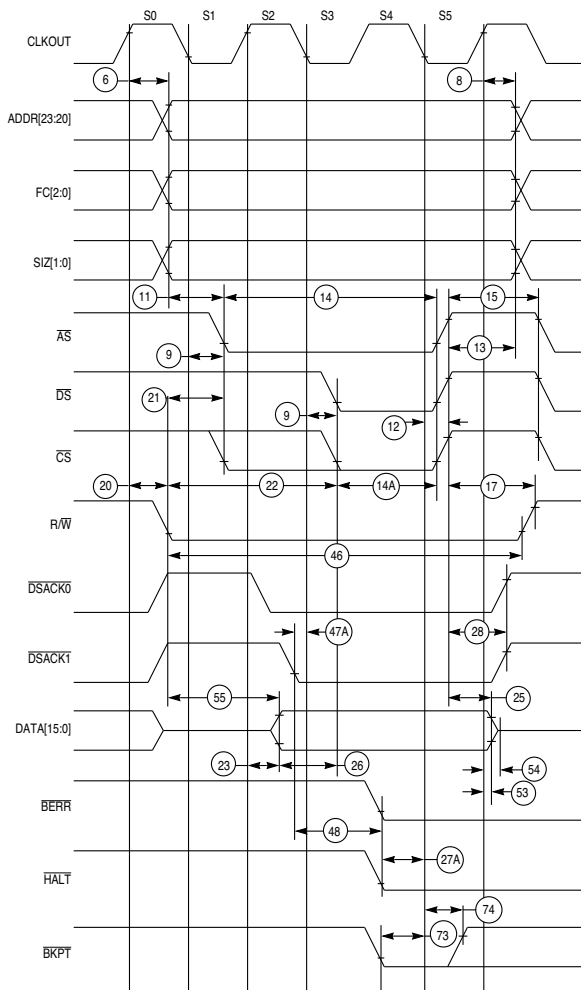 S0 S1 S2 S3 S4 S5
CLKOUT
6 8
ADDR[23:20]
FC[2:0]
SIZ[1:0]
11 14 15
AS
13
9
DS
21 9
12
CS
20 22 14A 17
R/W
46
DSACK0
47A 28
DSACK1
55 25
DATA[15:0]
54
23 26
53
BERR
48
27A
HALT
74
73
BKPT